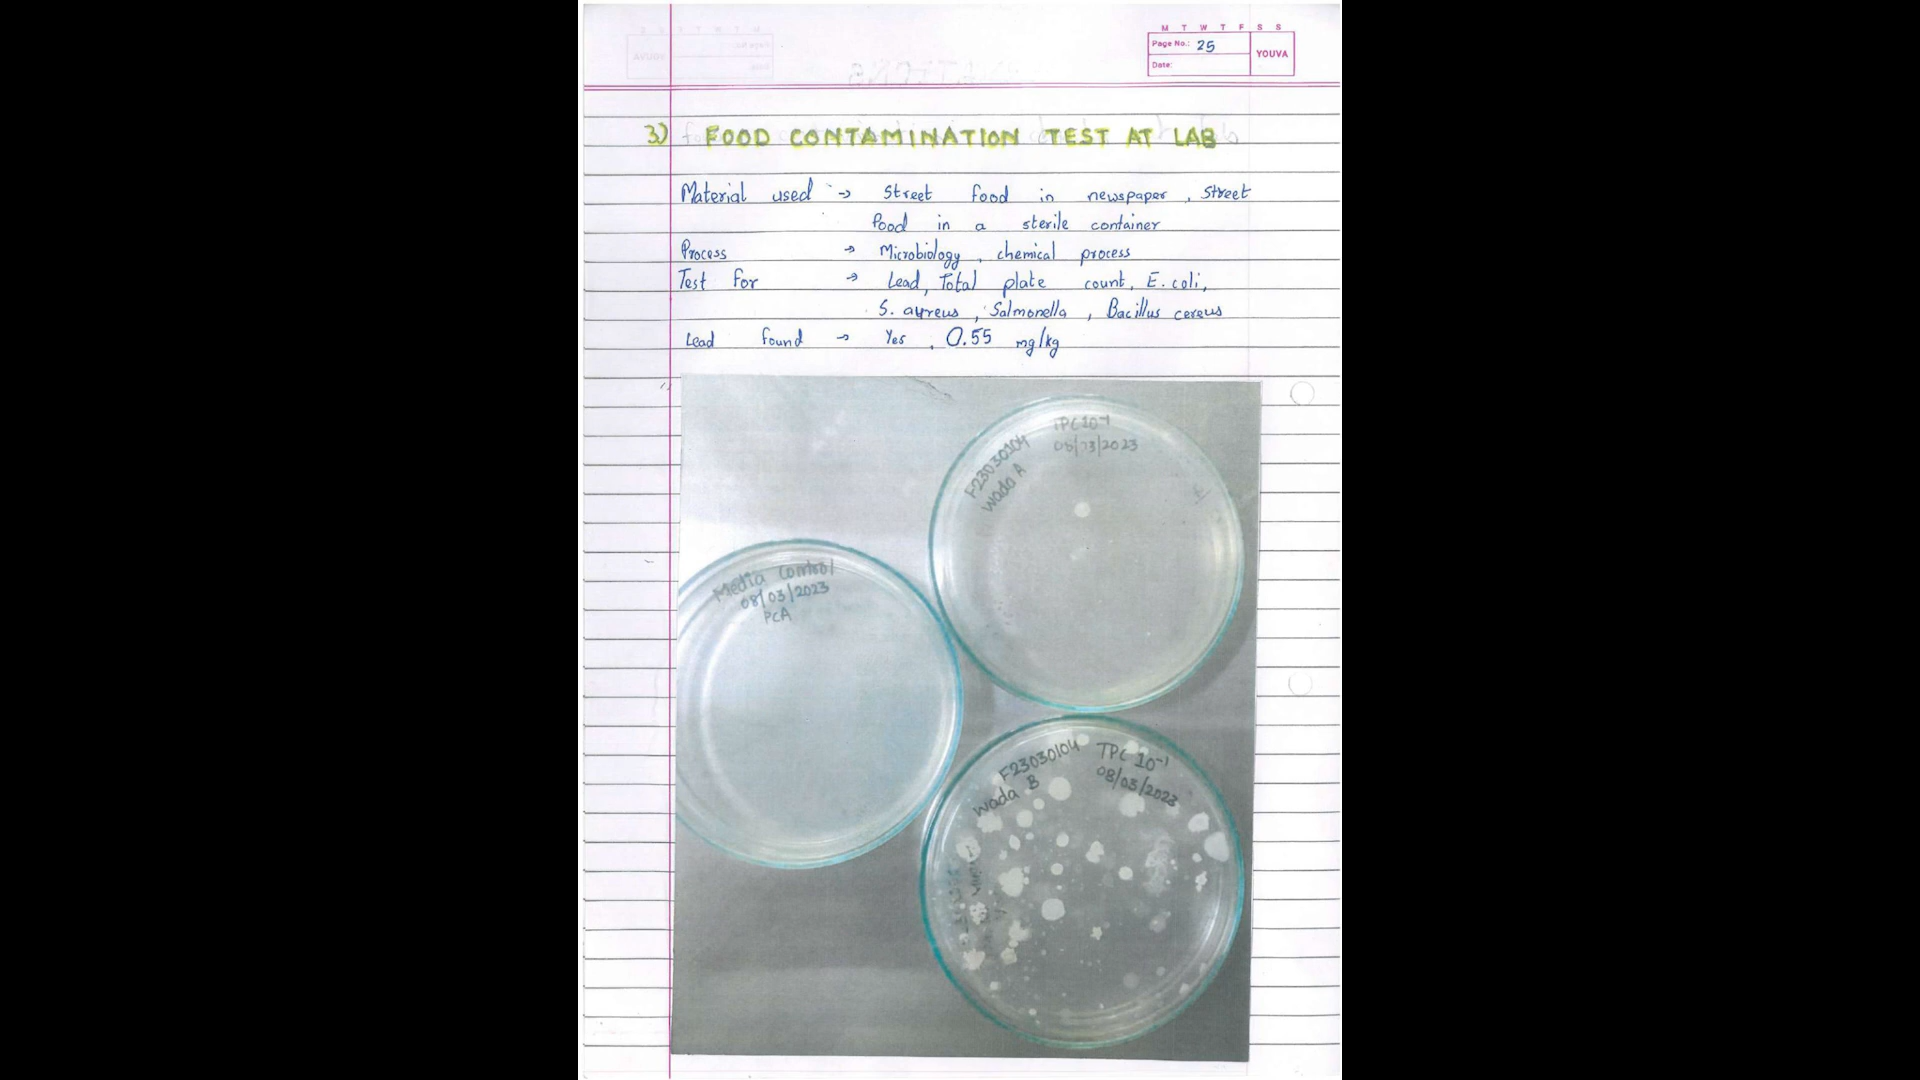 M T W T F S S
Page No.: 25
YOUVA
Date:
3) FOOD CONTAMINATION TEST AT LAB
Material used → Street food in newspaper, Street
food in a sterile container
Process → Microbiology, chemical process
Test for → Lead, Total plate count, E. coli,
S. aureus, Salmonella, Bacillus cereus
Lead found → Yes, 0.55 mg/kg
TPC 10-1
F23030104
wada A
Media Control
08/03/2023
PCA
F23030104
wada B
TPC 10-1
08/03/2023